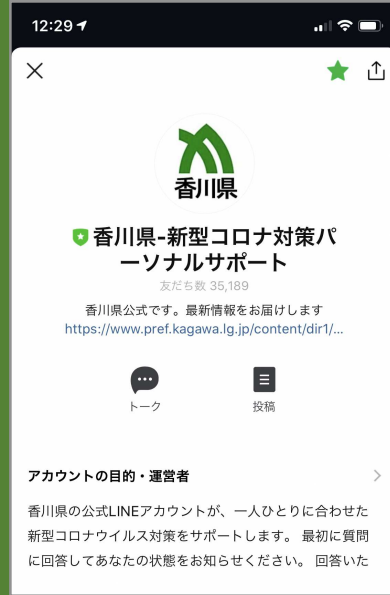 12:29
香川県
香川県-新型コロナ対策パ
ーソナルサポート
友だち数 35,189
香川県公式です。最新情報をお届けします
https://www.pref.kagawa.lg.jp/content/dir1/...
トーク
投稿
アカウントの目的・運営者
香川県の公式LINEアカウントが、一人ひとりに合わせた
新型コロナウイルス対策をサポートします。 最初に質問
に回答してあなたの状態をお知らせください。 回答いた